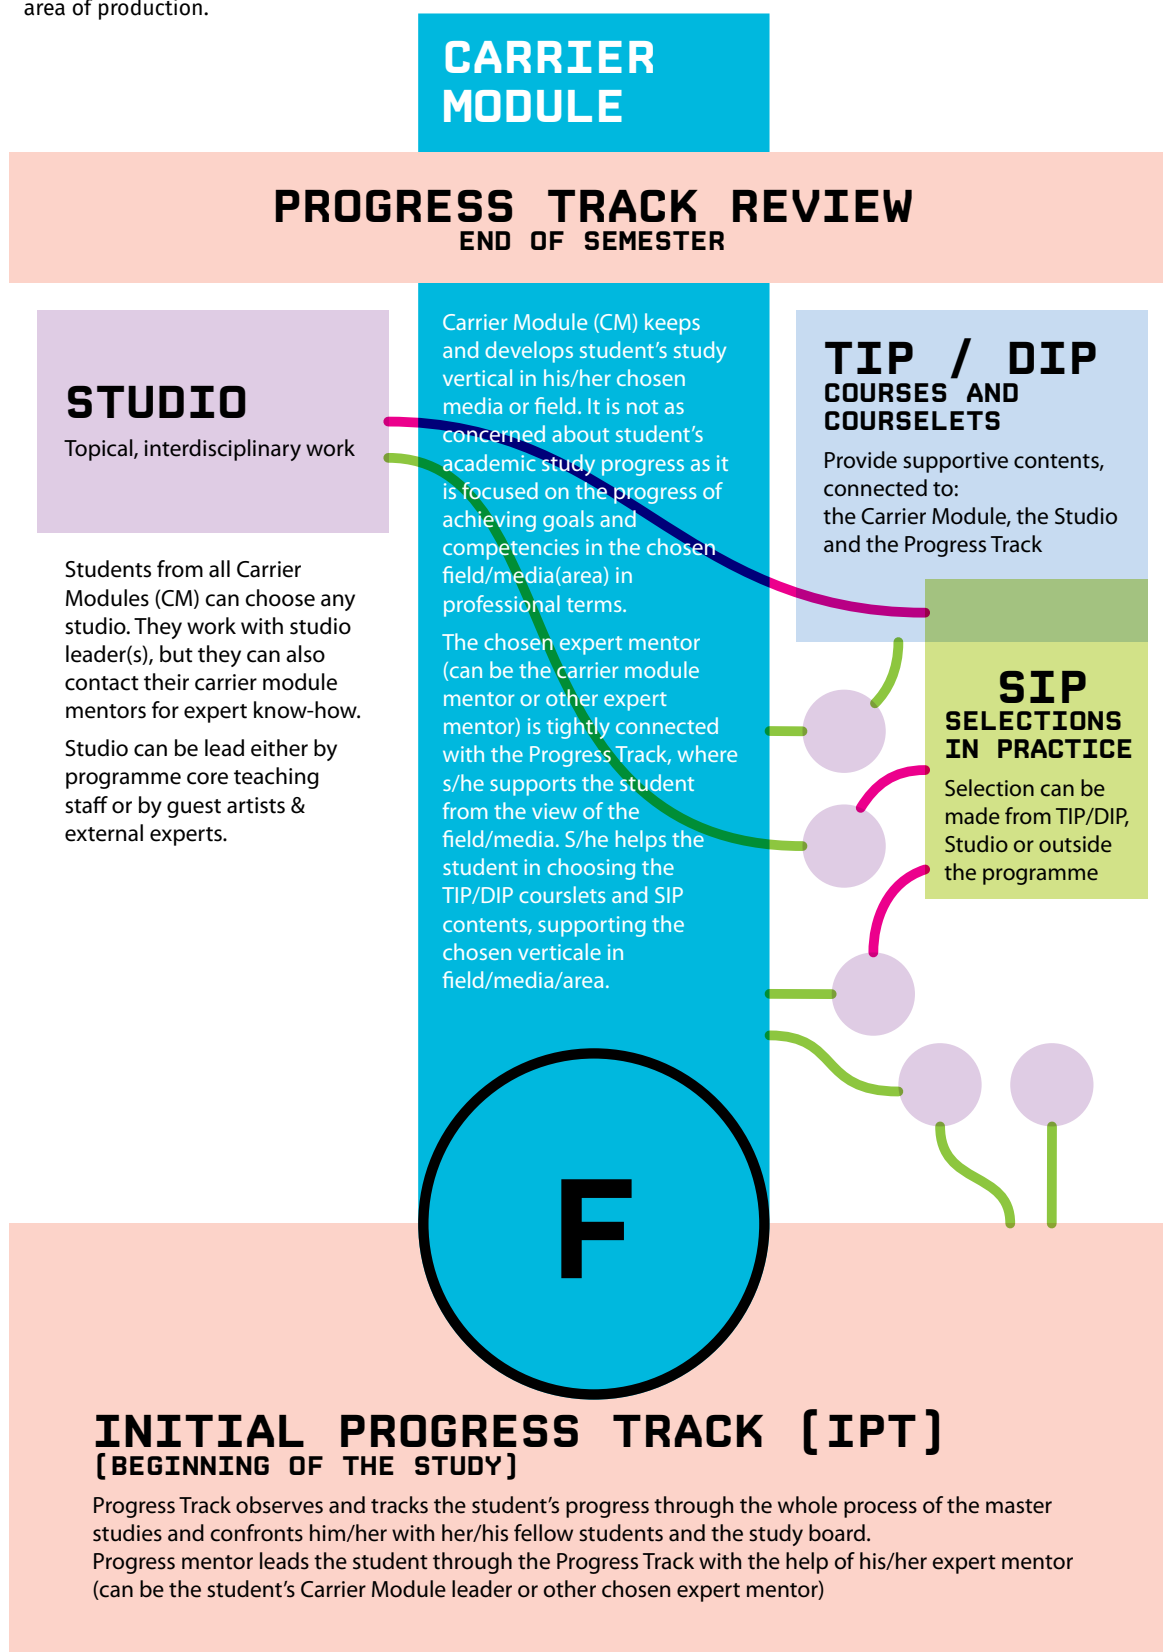 area of production.
CARRIER
MODULE
PROGRESS TRACK REVIEW
END OF SEMESTER
STUDIO
Topical, interdisciplinary work
Students from all Carrier
Modules (CM) can choose any
studio. They work with studio
leader(s), but they can also
contact their carrier module
mentors for expert know-how.
Studio can be lead either by
programme core teaching
staff or by guest artists &
external experts.
Carrier Module (CM) keeps
and develops student’s study
vertical in his/her chosen
media or field. It is not as
concerned about student’s
academic study progress as it
is focused on the progress of
achieving goals and
competencies in the chosen
field/media(area) in
professional terms.
The chosen expert mentor
(can be the carrier module
mentor or other expert
mentor) is tightly connected
with the Progress Track, where
s/he supports the student
from the view of the
field/media. S/he helps the
student in choosing the
TIP/DIP courslets and SIP
contents, supporting the
chosen verticale in
field/media/area.
TIP / DIP
COURSES AND
COURSELETS
Provide supportive contents,
connected to:
the Carrier Module, the Studio
and the Progress Track
SIP
SELECTIONS
IN PRACTICE
Selection can be
made from TIP/DIP,
Studio or outside
the programme
F
INITIAL PROGRESS TRACK (IPT)
(BEGINNING OF THE STUDY)
Progress Track observes and tracks the student’s progress through the whole process of the master
studies and confronts him/her with her/his fellow students and the study board.
Progress mentor leads the student through the Progress Track with the help of his/her expert mentor
(can be the student’s Carrier Module leader or other chosen expert mentor)